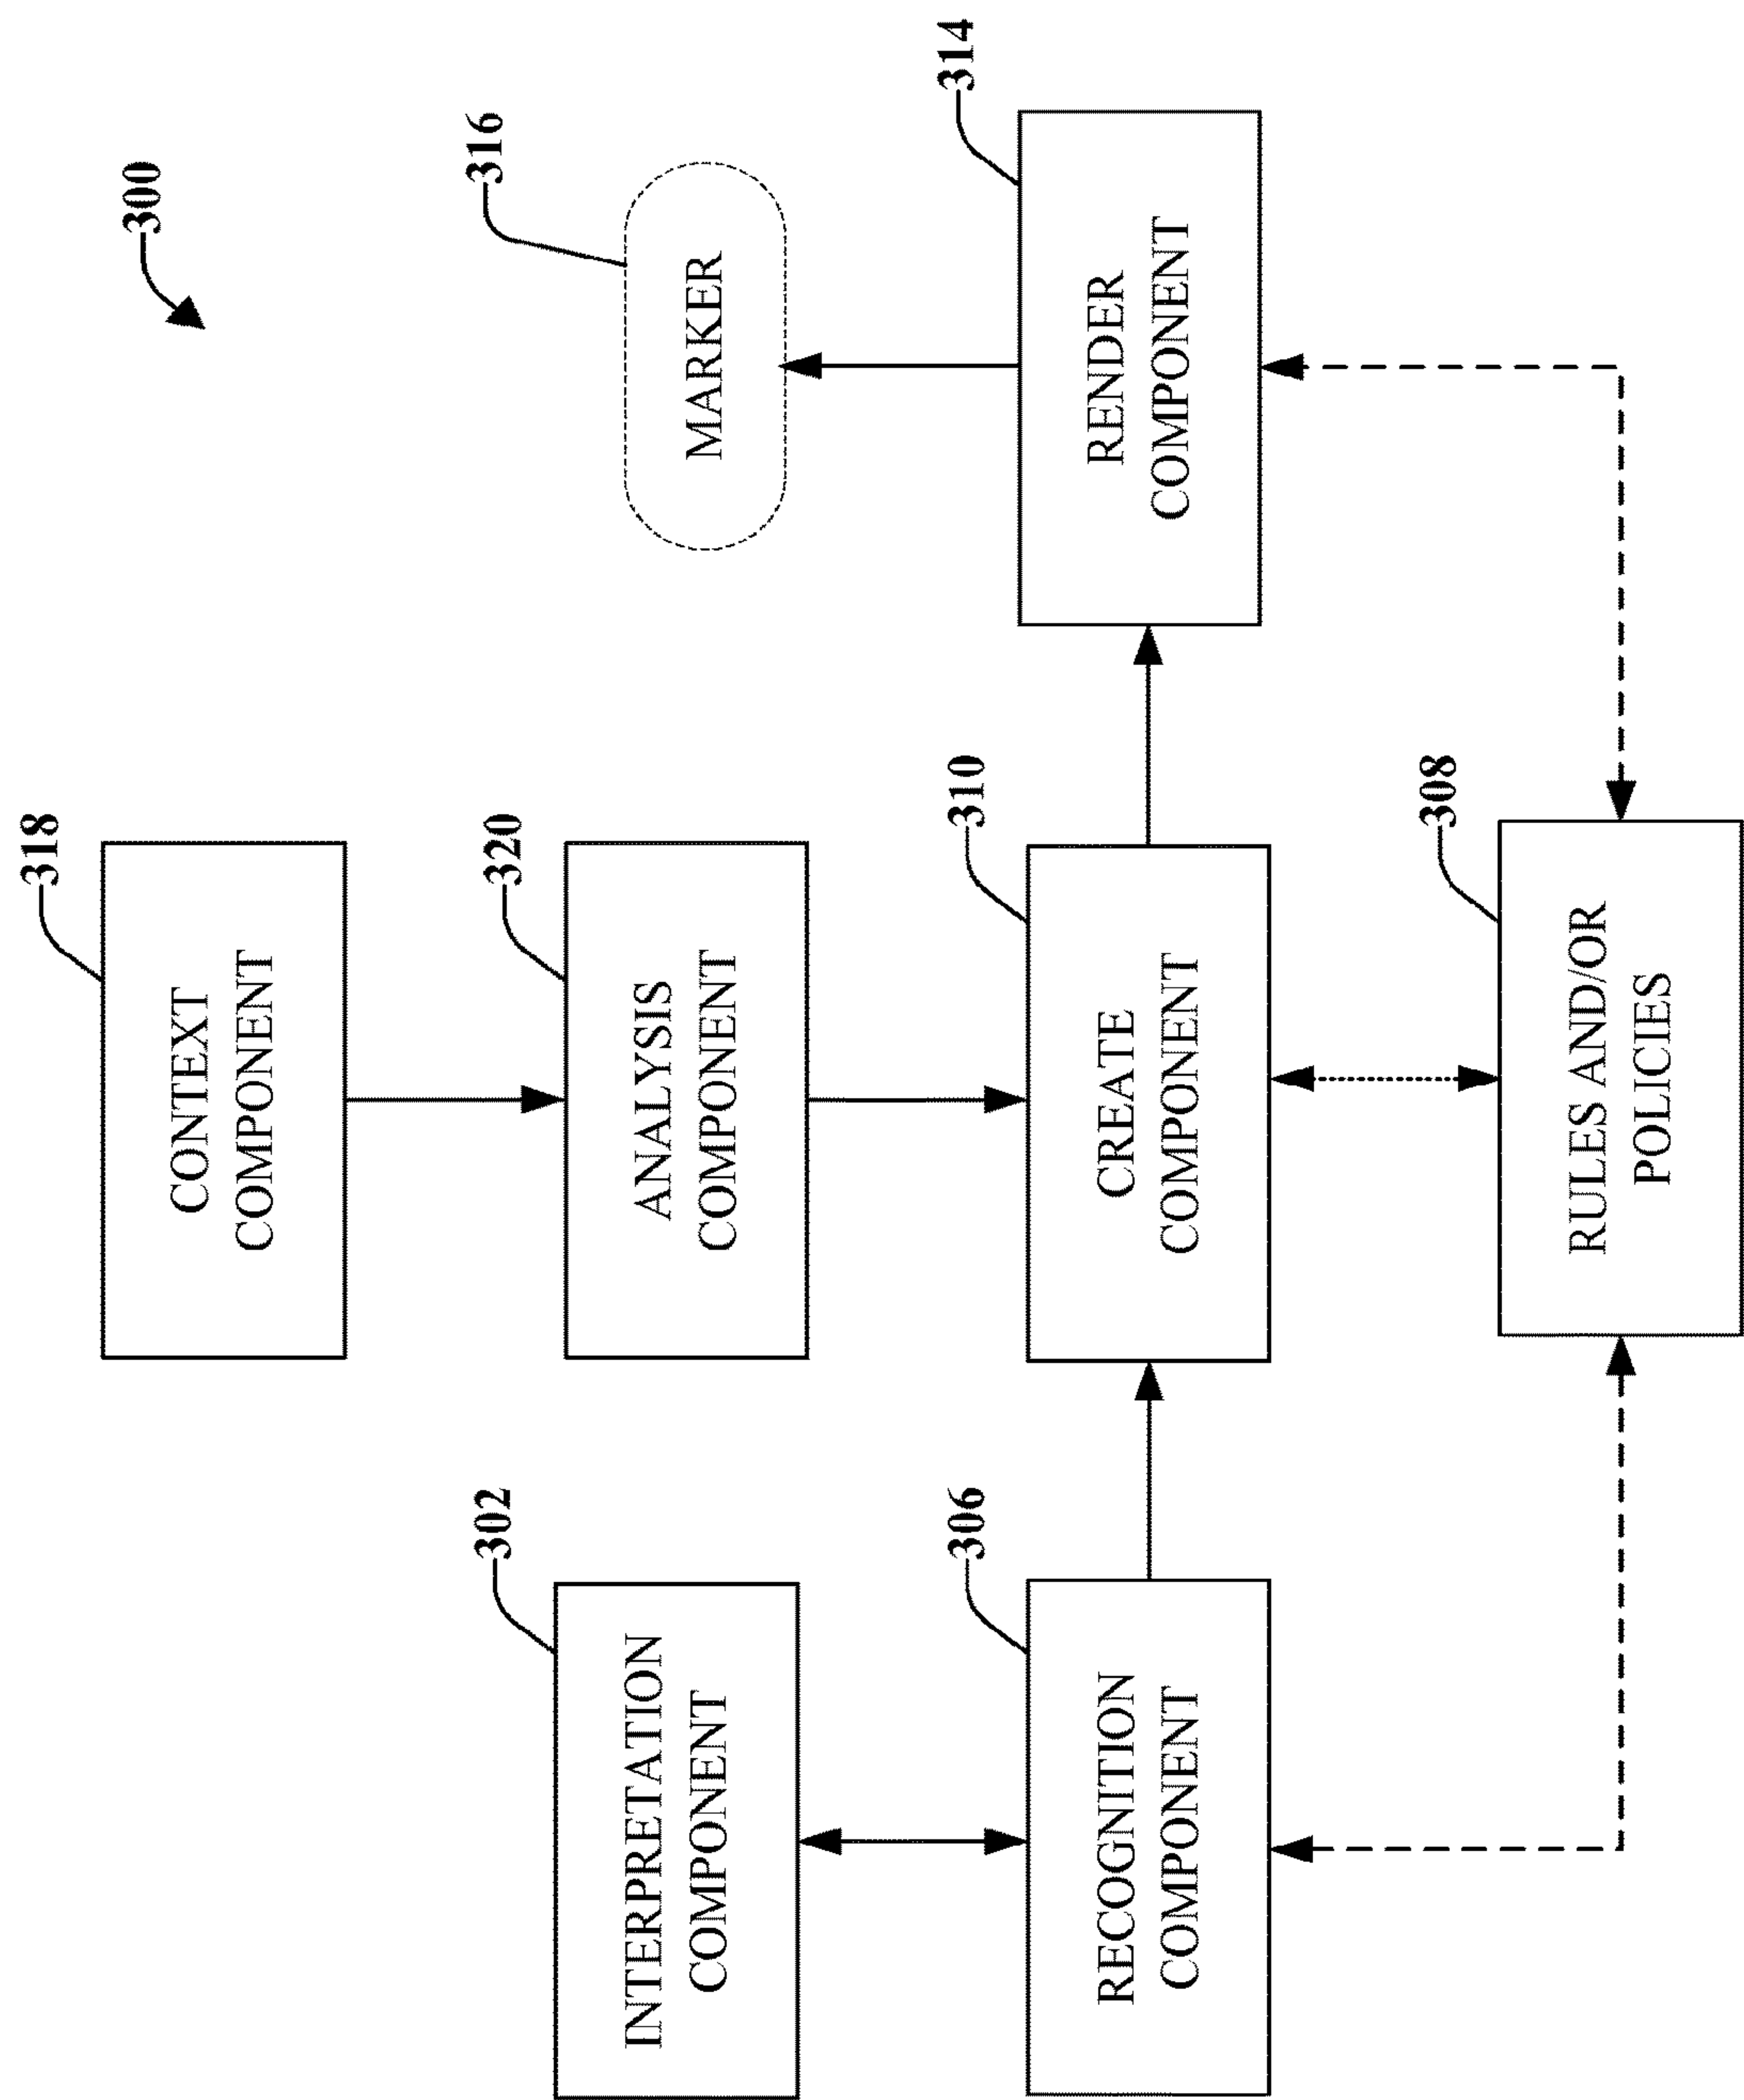 300
318
CONTEXT
COMPONENT
302
INTERPRETATION
COMPONENT
320
ANALYSIS
COMPONENT
316
MARKER
306
RECOGNITION
COMPONENT
310
CREATE
COMPONENT
314
RENDER
COMPONENT
308
RULES AND/OR
POLICIES